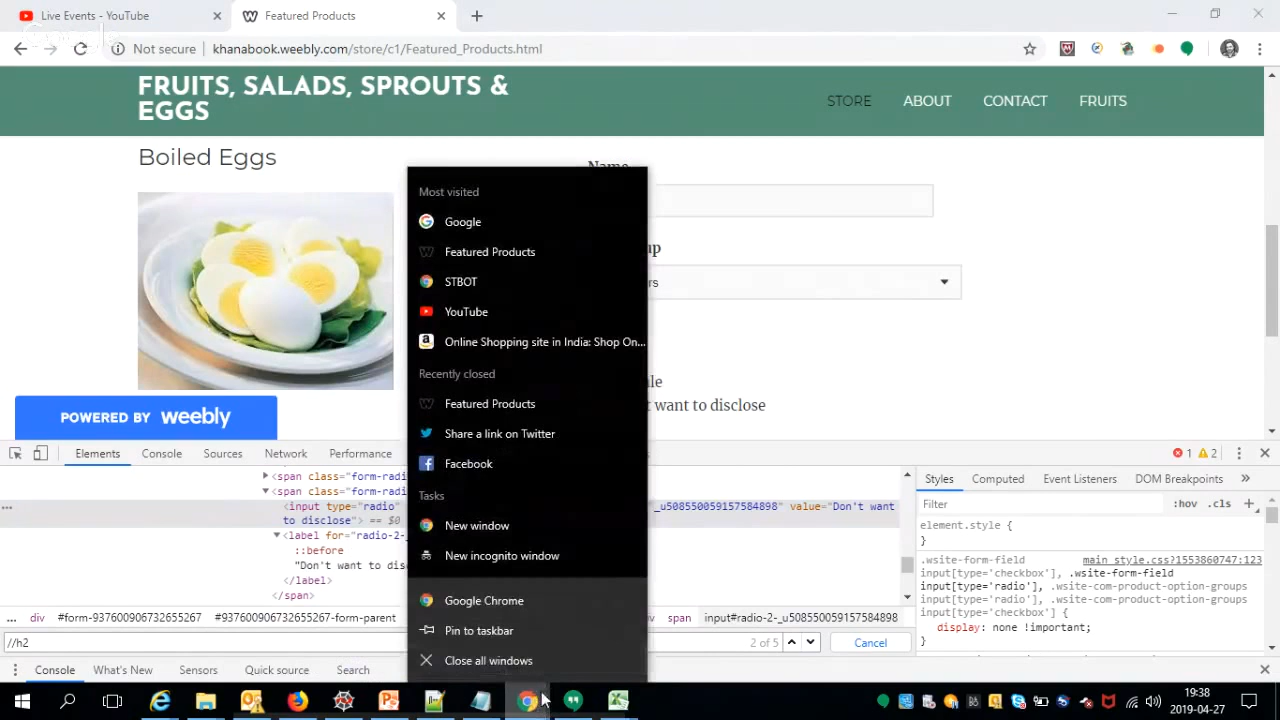 Live Events - YouTube
Featured Products
Not secure khanabook.weebly.com/store/c1/Featured_Products.html
FRUITS, SALADS, SPROUTS &
EGGS
STORE ABOUT CONTACT FRUITS
Boiled Eggs
Name
POWERED BY weebly
t want to disclose
Most visited
Google
Featured Products
STBOT
YouTube
Online Shopping site in India: Shop On...
Recently closed
Featured Products
Share a link on Twitter
Facebook
Tasks
New window
New incognito window
Google Chrome
Pin to taskbar
Close all windows
Elements Console Sources Network Performance
1 2
<span class="form-radi
<span class="form-radi
<input type="radio" _u508550059157584898" value="Don't want
to disclose"> == $0
<label for="radio-2-
::before
"Don't want to dis
</label>
</span>
Styles Computed Event Listeners DOM Breakpoints
Filter :hov .cls
element.style {
}
.wsite-form-field main_style.css?1553860747:123
input[type='checkbox'], .wsite-form-field
input[type='radio'], .wsite-com-product-option-groups
input[type='radio'], .wsite-com-product-option-groups
input[type='checkbox'] {
display: none !important;
}
... div #form-937600906732655267 #937600906732655267-form-parent div span input#radio-2-_u508550059157584898
//h2 2 of 5 Cancel
Console What's New Sensors Quick source Search
19:38
2019-04-27